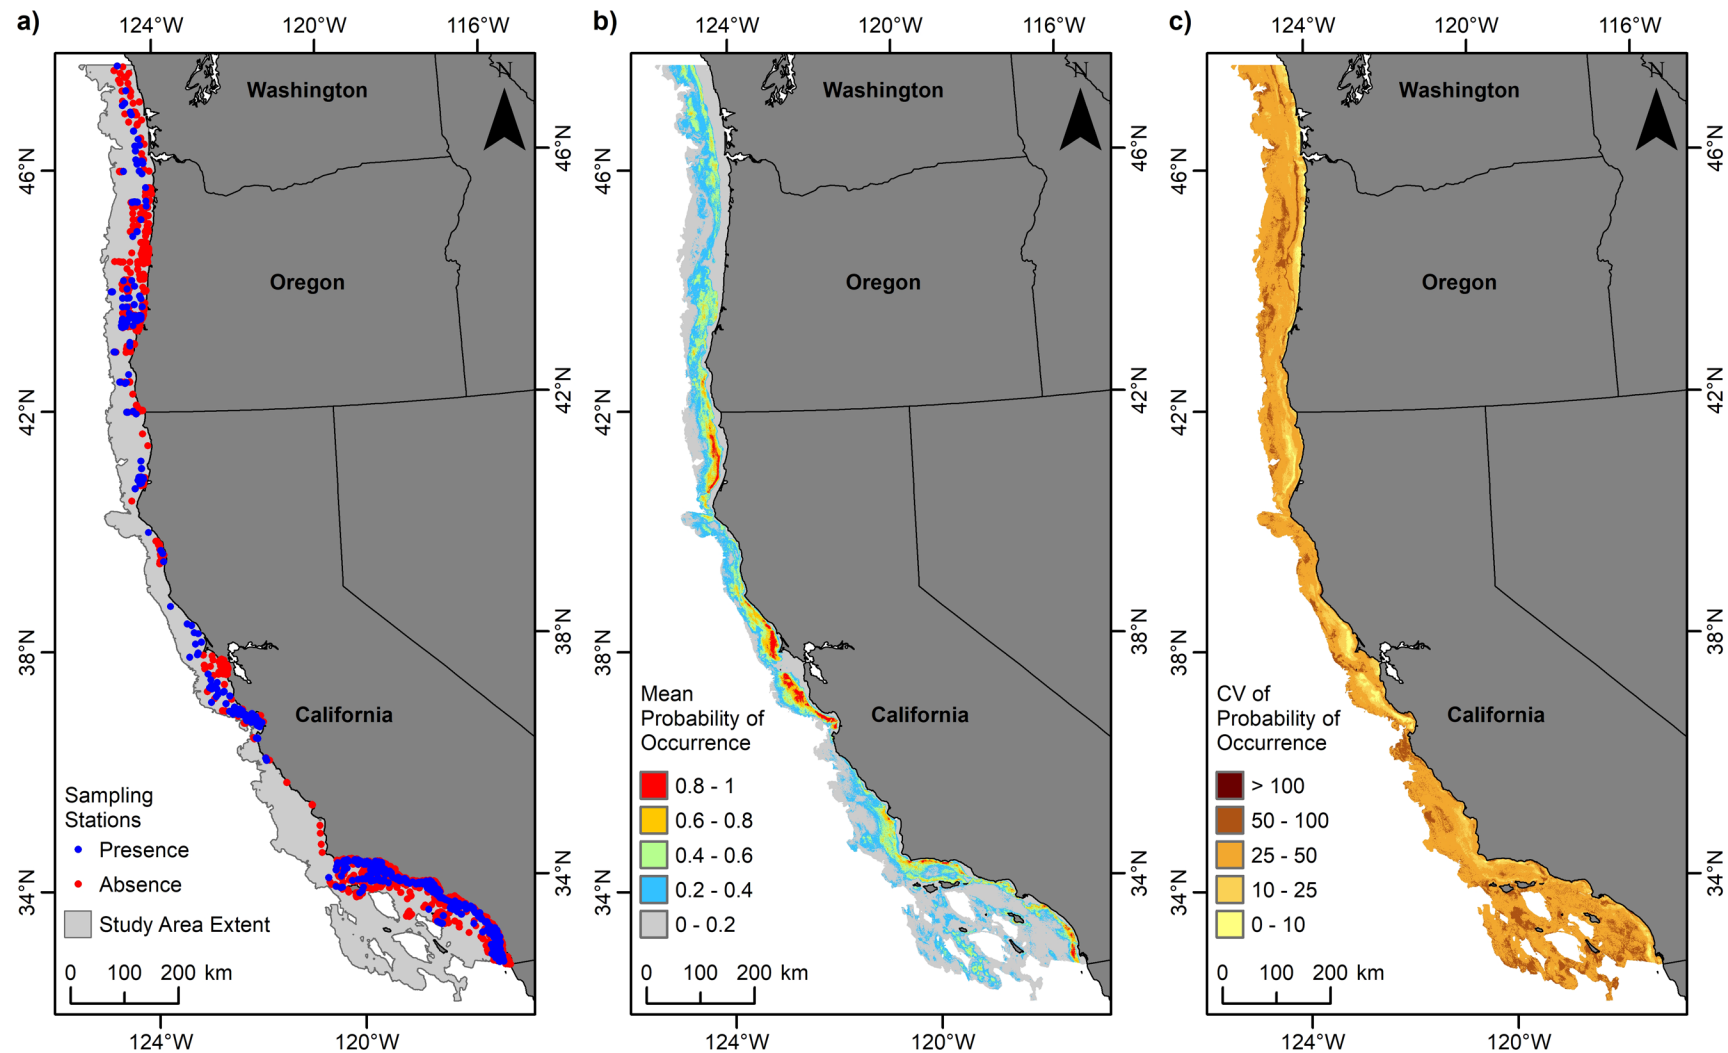 a)
124°W 120°W 116°W
N
Washington
46°N
46°N
Oregon
42°N
42°N
38°N
38°N
California
Sampling
Stations
Presence
Absence
Study Area Extent
34°N
34°N
0 100 200 km
124°W 120°W
b)
124°W 120°W 116°W
N
Washington
46°N
46°N
Oregon
42°N
42°N
38°N
38°N
California
Mean
Probability of
Occurrence
0.8 - 1
0.6 - 0.8
0.4 - 0.6
0.2 - 0.4
0 - 0.2
34°N
34°N
0 100 200 km
124°W 120°W
c)
124°W 120°W 116°W
N
Washington
46°N
46°N
Oregon
42°N
42°N
38°N
38°N
California
CV of
Probability of
Occurrence
> 100
50 - 100
25 - 50
10 - 25
0 - 10
34°N
34°N
0 100 200 km
124°W 120°W